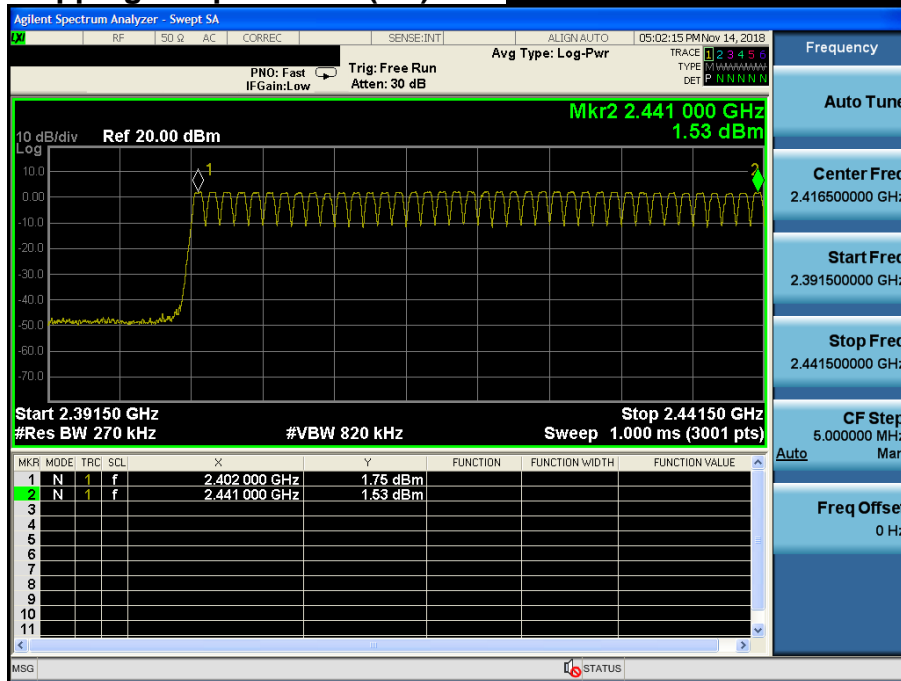 Agilent Spectrum Analyzer - Swept SA
LXI RF 50 Ω AC CORREC SENSE:INT ALIGN AUTO 05:02:15 PM Nov 14, 2018
Avg Type: Log-Pwr TRACE 1 2 3 4 5 6
PNO: Fast Trig: Free Run TYPE M WWWWW
IFGain:Low Atten: 30 dB DET P N N N N N
Mkr2 2.441 000 GHz
10 dB/div Ref 20.00 dBm 1.53 dBm
Log
10.0
0.00
-10.0
-20.0
-30.0
-40.0
-50.0
-60.0
-70.0
1
2
Start 2.39150 GHz Stop 2.44150 GHz
#Res BW 270 kHz #VBW 820 kHz Sweep 1.000 ms (3001 pts)
MKR MODE TRC SCL X Y FUNCTION FUNCTION WIDTH FUNCTION VALUE
1 N 1 f 2.402 000 GHz 1.75 dBm
2 N 1 f 2.441 000 GHz 1.53 dBm
3
4
5
6
7
8
9
10
11
MSG STATUS
Frequency
Auto Tune
Center Freq
2.416500000 GHz
Start Freq
2.391500000 GHz
Stop Freq
2.441500000 GHz
CF Step
5.000000 MHz
Auto Man
Freq Offset
0 Hz